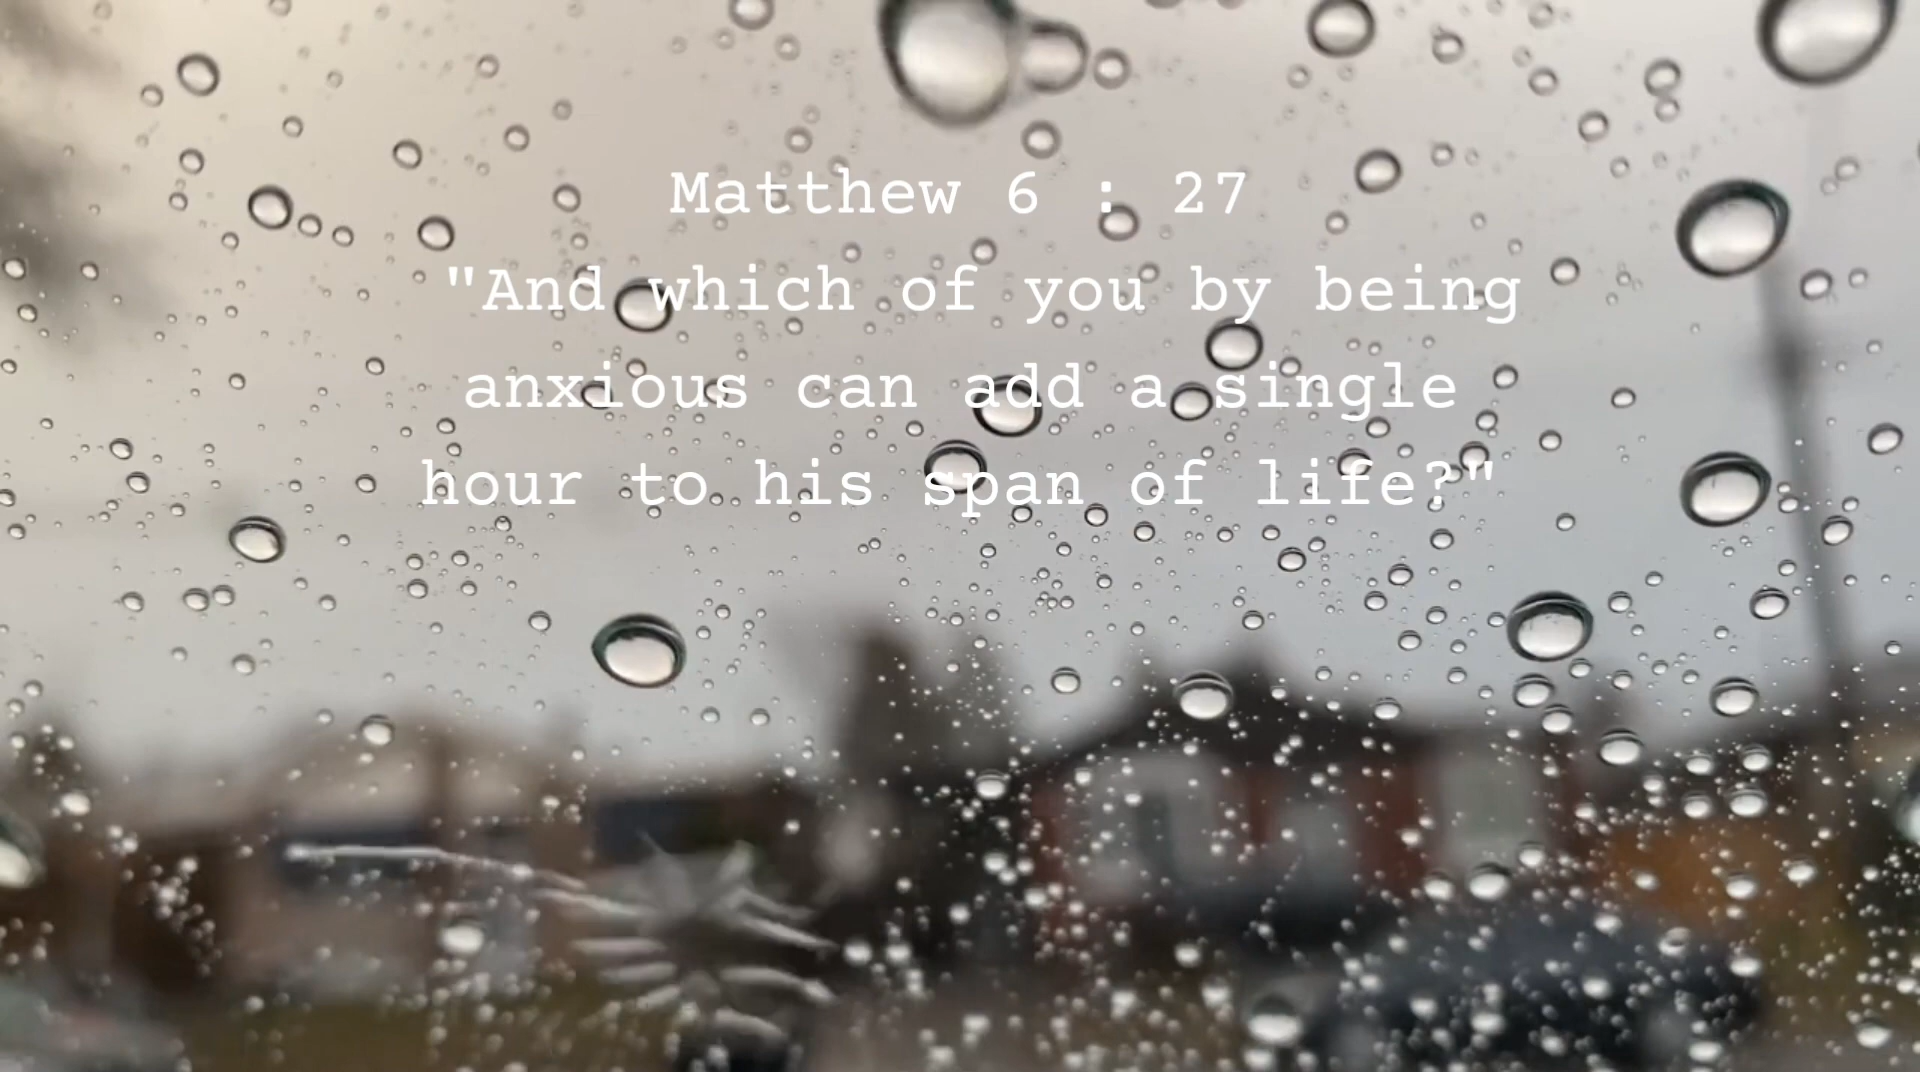 Matthew 6 : 27
"And which of you by being
anxious can add a single
hour to his span of life?"